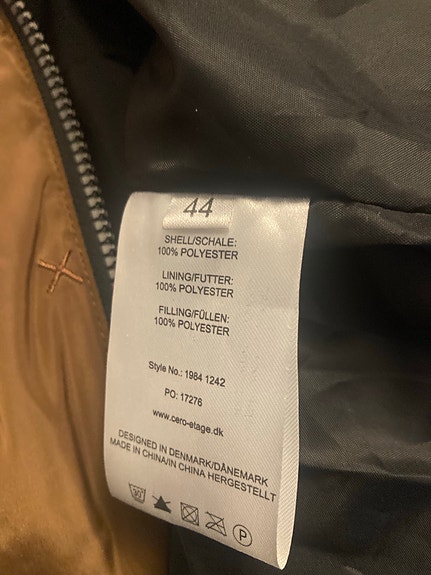 44
SHELL/SCHALE:
100% POLYESTER
LINING/FUTTER:
100% POLYESTER
FILLING/FÜLLEN:
100% POLYESTER
Style No.: 1984 1242
PO: 17276
www.cero-etage.dk
DESIGNED IN DENMARK/DÄNEMARK
MADE IN CHINA/IN CHINA HERGESTELLT
30° P